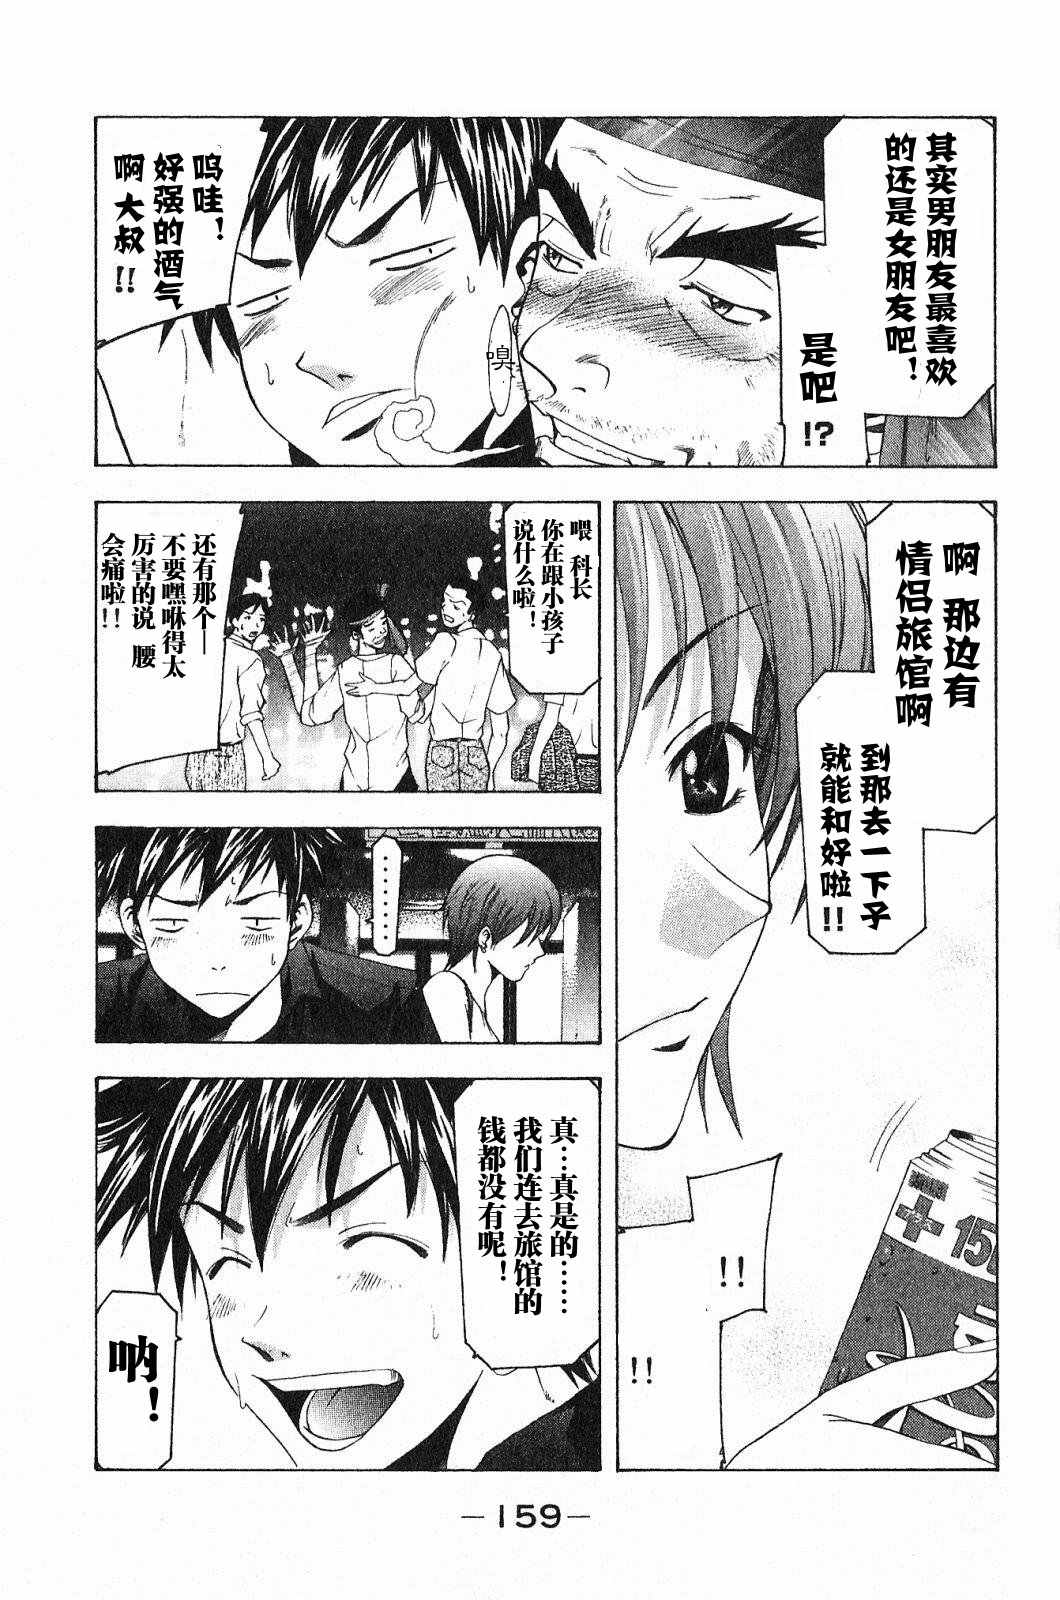 其实男朋友最喜欢
的还是女朋友吧！
是吧!?
嗅
呜哇！
好强的酒气
啊 大叔!!
啊 那边有
情侣旅馆啊
到那去一下子
就能和好啦!!
!!
!!
+15
喂 科长
你在跟小孩子
说什么啦！
还有那个—
不要嘿咻得太
厉害的说 腰
会痛啦!!
………
真…真是的……
我们连去旅馆的
钱都没有呢！
呐！
—159—